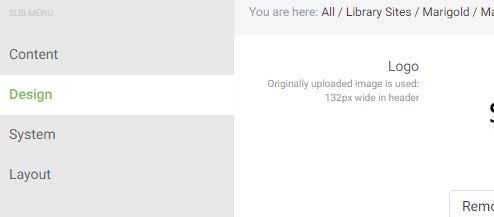 SUB MENU
You are here: All / Library Sites / Marigold / Ma
Content
Design
System
Layout
Logo
Originally uploaded image is used:
132px wide in header
Remo